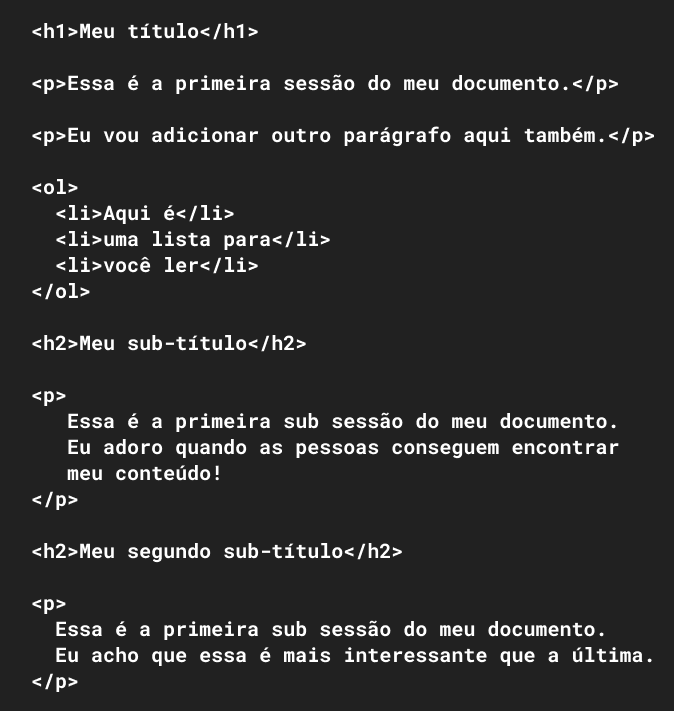 <h1>Meu título</h1>
<p>Essa é a primeira sessão do meu documento.</p>
<p>Eu vou adicionar outro parágrafo aqui também.</p>
<ol>
<li>Aqui é</li>
<li>uma lista para</li>
<li>você ler</li>
</ol>
<h2>Meu sub-título</h2>
<p>
Essa é a primeira sub sessão do meu documento.
Eu adoro quando as pessoas conseguem encontrar
meu conteúdo!
</p>
<h2>Meu segundo sub-título</h2>
<p>
Essa é a primeira sub sessão do meu documento.
Eu acho que essa é mais interessante que a última.
</p>